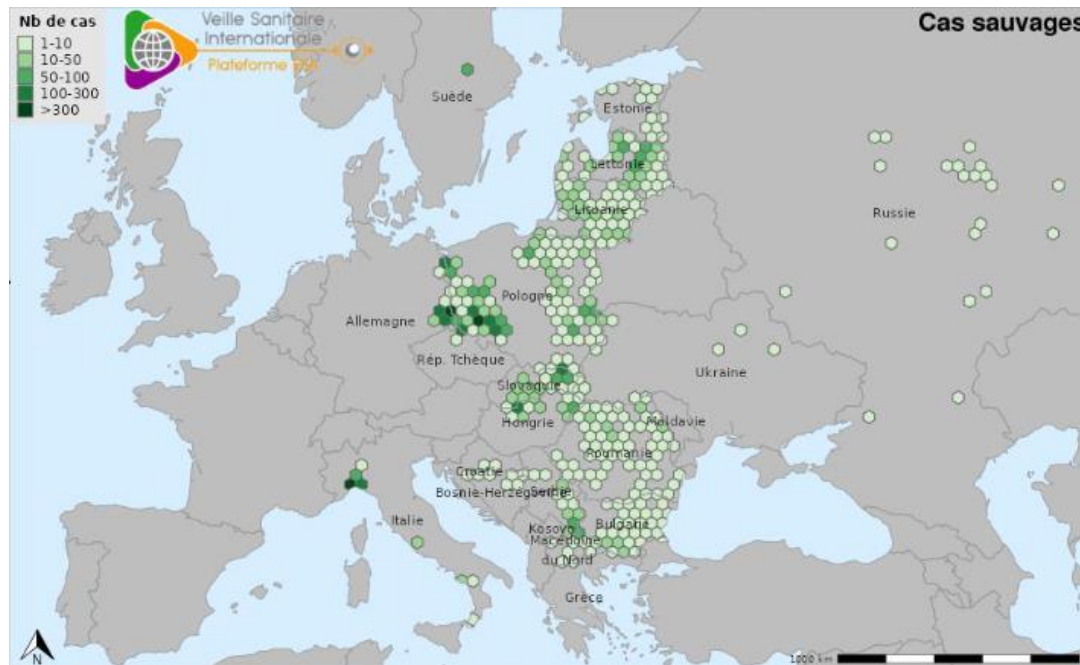 Nb de cas
1-10
10-50
50-100
100-300
>300
Veille Sanitaire
Internationale
Plateforme ESA
Cas sauvages
Suède
Estonie
Lettonie
Lituanie
Russie
Pologne
Allemagne
Rép. Tchèque
Ukraine
Slovaquie
Hongrie
Moldavie
Roumanie
Croatie
Bosnie-Herzégovine
Serbie
Italie
Kosovo
Bulgarie
Macédoine
du Nord
Grèce
N
1000 km